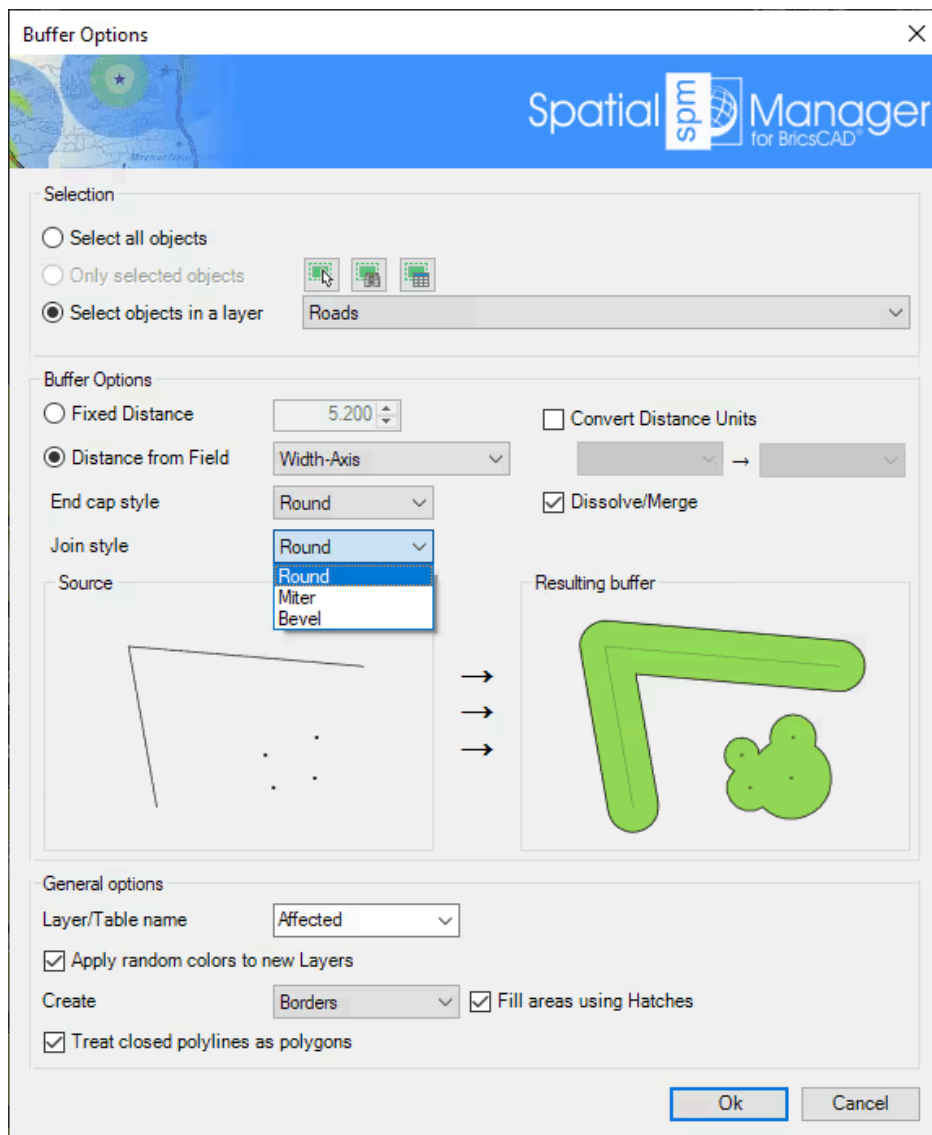 Buffer Options
Spatial spm Manager
for BricsCAD®
Selection
Select all objects
Only selected objects
Select objects in a layer
Roads
Buffer Options
Fixed Distance
5.200
Convert Distance Units
Distance from Field
Width-Axis
→
End cap style
Round
Dissolve/Merge
Join style
Round
Round
Miter
Bevel
Source
Resulting buffer
General options
Layer/Table name
Affected
Apply random colors to new Layers
Create
Borders
Fill areas using Hatches
Treat closed polylines as polygons
Ok
Cancel